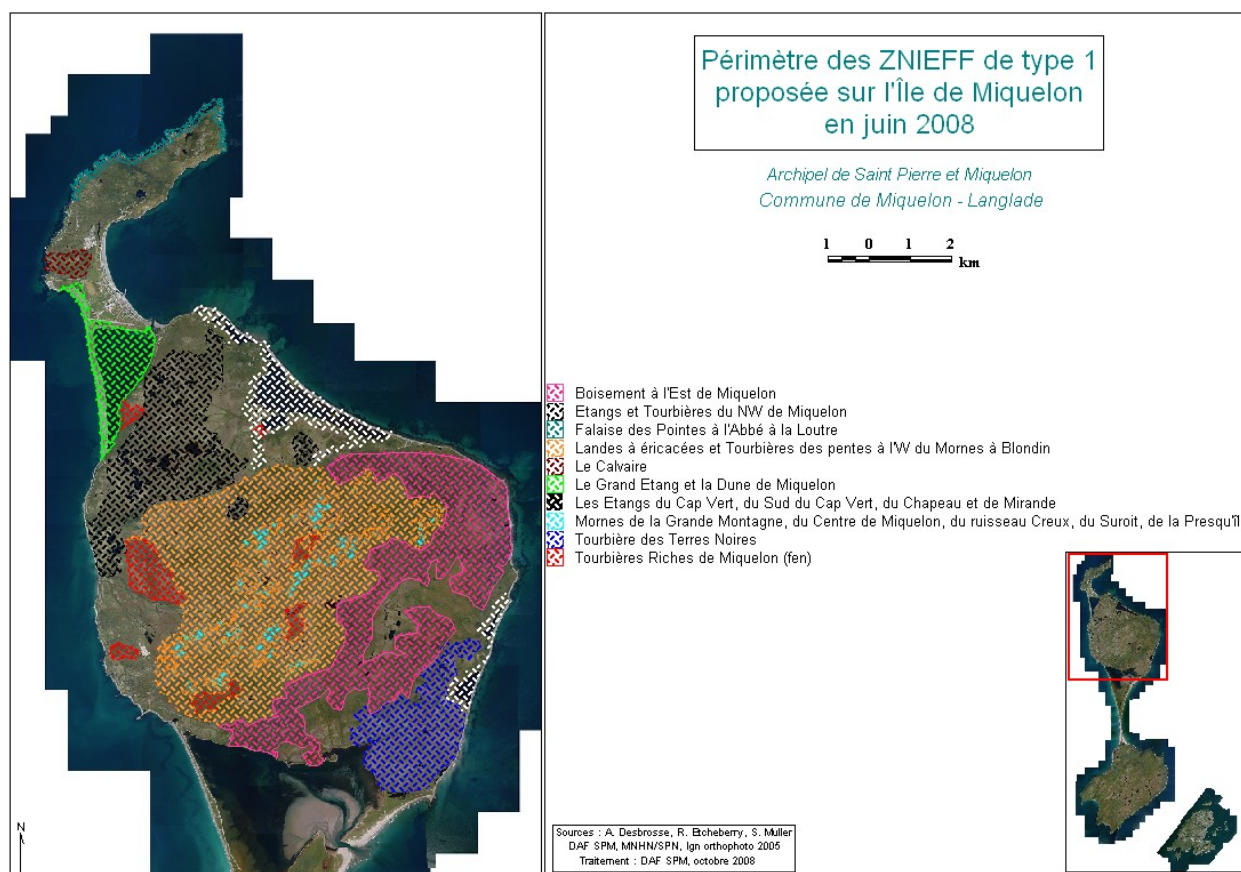 Périmètre des ZNIEFF de type 1
proposée sur l'Île de Miquelon
en juin 2008
Archipel de Saint Pierre et Miquelon
Commune de Miquelon - Langlade
1 0 1 2
km
Boisement à l'Est de Miquelon
Etangs et Tourbières du NW de Miquelon
Falaise des Pointes à l'Abbé à la Loutre
Landes à éricacées et Tourbières des pentes à l'W du Mornes à Blondin
Le Calvaire
Le Grand Etang et la Dune de Miquelon
Les Etangs du Cap Vert, du Sud du Cap Vert, du Chapeau et de Mirande
Mornes de la Grande Montagne, du Centre de Miquelon, du ruisseau Creux, du Suroit, de la Presqu'îl
Tourbière des Terres Noires
Tourbières Riches de Miquelon (fen)
N
Sources : A. Desbrosse, R. Etcheberry, S. Muller
DAF SPM, MNHN/SPN, Ign orthophoto 2005
Traitement : DAF SPM, octobre 2008